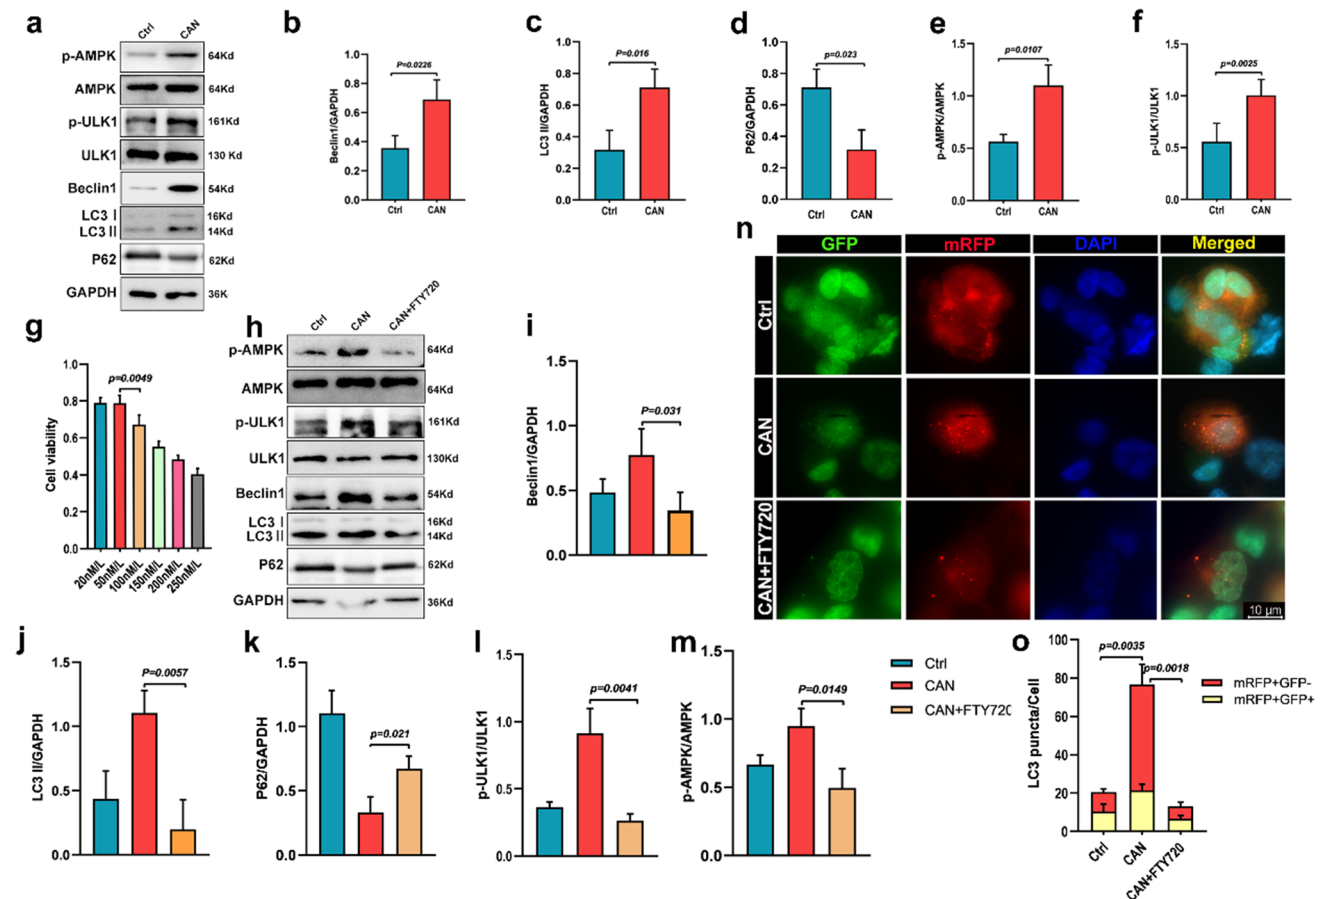 a
Ctrl CAN
p-AMPK 64Kd
AMPK 64Kd
p-ULK1 161Kd
ULK1 130 Kd
Beclin1 54Kd
LC3 I 16Kd
LC3 II 14Kd
P62 62Kd
GAPDH 36K
b
P=0.0226
Beclin1/GAPDH
1.0
0.8
0.6
0.4
0.2
0.0
Ctrl CAN
c
P=0.016
LC3 II/GAPDH
1.0
0.8
0.6
0.4
0.2
0.0
Ctrl CAN
d
p=0.023
P62/GAPDH
1.0
0.8
0.6
0.4
0.2
0.0
Ctrl CAN
e
p=0.0107
p-AMPK/AMPK
1.5
1.0
0.5
0.0
Ctrl CAN
f
p=0.0025
p-ULK1/ULK1
1.5
1.0
0.5
0.0
Ctrl CAN
g
p=0.0049
Cell viability
1.0
0.8
0.6
0.4
0.2
0.0
20nM/L 50nM/L 100nM/L 150nM/L 200nM/L 250nM/L
h
Ctrl CAN CAN+FTY720
p-AMPK 64Kd
AMPK 64Kd
p-ULK1 161Kd
ULK1 130Kd
Beclin1 54Kd
LC3 I 16Kd
LC3 II 14Kd
P62 62Kd
GAPDH 36Kd
i
P=0.031
Beclin1/GAPDH
1.5
1.0
0.5
0.0
n
GFP mRFP DAPI Merged
Ctrl
CAN
CAN+FTY720
10 µm
j
P=0.0057
LC3 II/GAPDH
1.5
1.0
0.5
0.0
k
p=0.021
P62/GAPDH
1.5
1.0
0.5
0.0
l
p=0.0041
p-ULK1/ULK1
1.5
1.0
0.5
0.0
m
P=0.0149
p-AMPK/AMPK
1.5
1.0
0.5
0.0
Ctrl
CAN
CAN+FTY720
o
p=0.0035
p=0.0018
LC3 puncta/Cell
100
80
60
40
20
0
Ctrl CAN CAN+FTY720
mRFP+GFP-
mRFP+GFP+